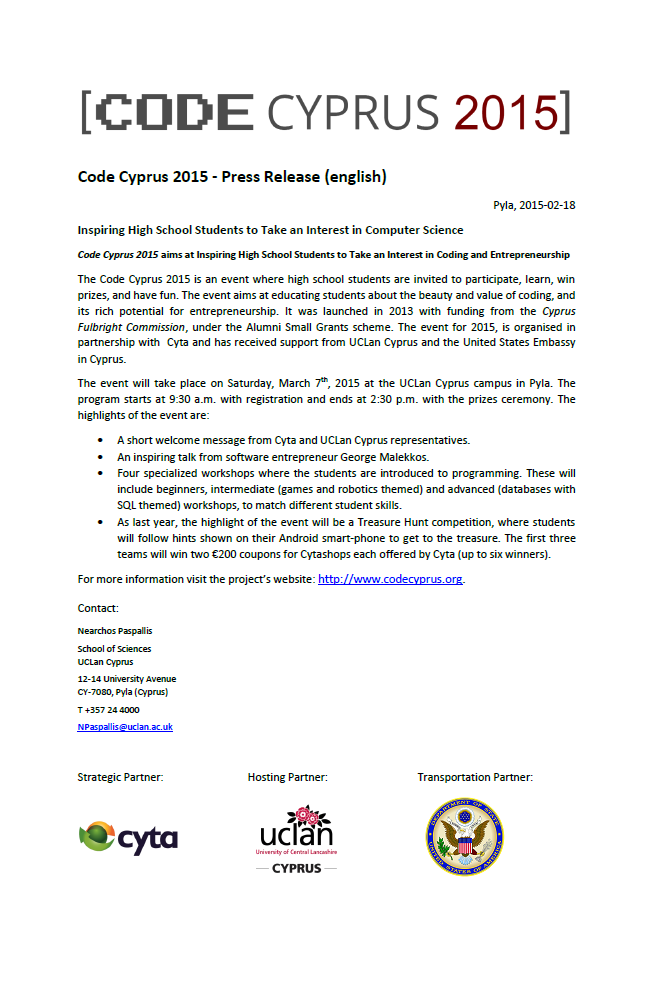 [CODE CYPRUS 2015]
Code Cyprus 2015 - Press Release (english)
Pyla, 2015-02-18
Inspiring High School Students to Take an Interest in Computer Science
Code Cyprus 2015 aims at Inspiring High School Students to Take an Interest in Coding and Entrepreneurship
The Code Cyprus 2015 is an event where high school students are invited to participate, learn, win
prizes, and have fun. The event aims at educating students about the beauty and value of coding, and
its rich potential for entrepreneurship. It was launched in 2013 with funding from the Cyprus
Fulbright Commission, under the Alumni Small Grants scheme. The event for 2015, is organised in
partnership with Cyta and has received support from UCLan Cyprus and the United States Embassy
in Cyprus.
The event will take place on Saturday, March 7th, 2015 at the UCLan Cyprus campus in Pyla. The
program starts at 9:30 a.m. with registration and ends at 2:30 p.m. with the prizes ceremony. The
highlights of the event are:
• A short welcome message from Cyta and UCLan Cyprus representatives.
• An inspiring talk from software entrepreneur George Malekkos.
• Four specialized workshops where the students are introduced to programming. These will
include beginners, intermediate (games and robotics themed) and advanced (databases with
SQL themed) workshops, to match different student skills.
• As last year, the highlight of the event will be a Treasure Hunt competition, where students
will follow hints shown on their Android smart-phone to get to the treasure. The first three
teams will win two €200 coupons for Cytashops each offered by Cyta (up to six winners).
For more information visit the project's website: http://www.codecyprus.org.
Contact:
Nearchos Paspallis
School of Sciences
UCLan Cyprus
12-14 University Avenue
CY-7080, Pyla (Cyprus)
T +357 24 4000
NPaspallis@uclan.ac.uk
Strategic Partner: Hosting Partner: Transportation Partner:
cyta
uclan
University of Central Lancashire
CYPRUS
DEPARTMENT OF STATE
UNITED STATES OF AMERICA